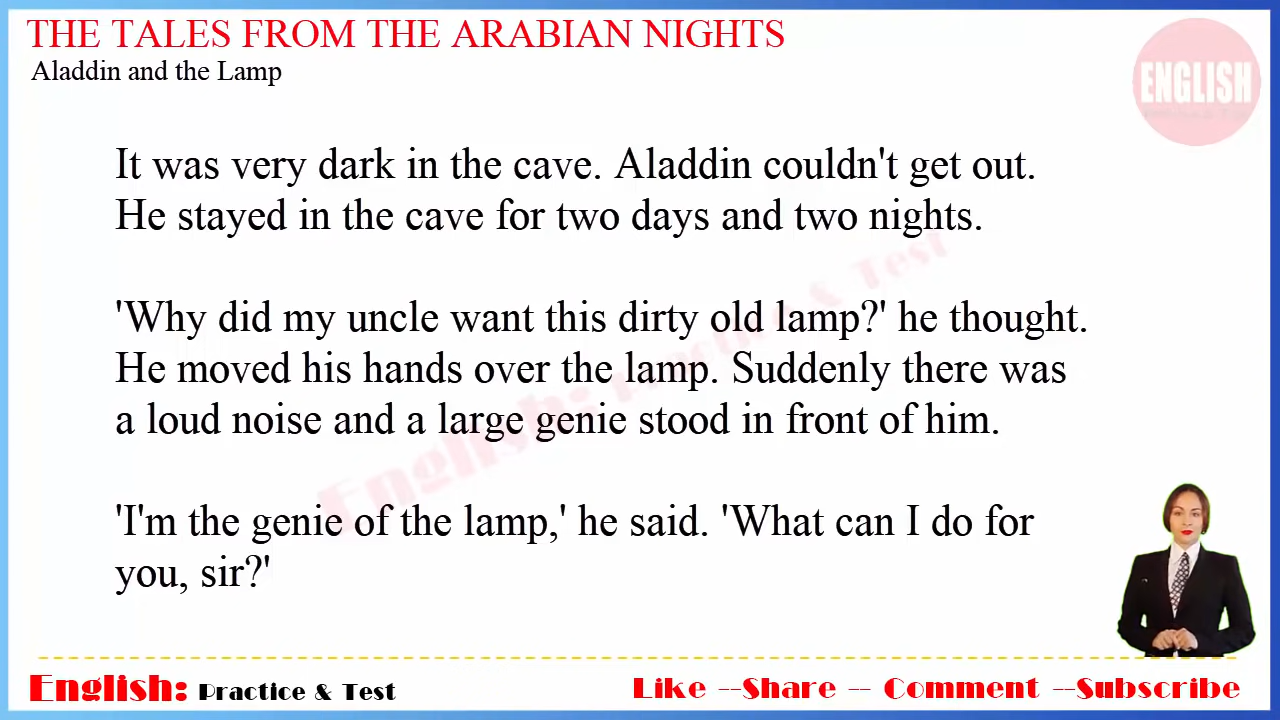 THE TALES FROM THE ARABIAN NIGHTS
Aladdin and the Lamp
ENGLISH
It was very dark in the cave. Aladdin couldn't get out.
He stayed in the cave for two days and two nights.
'Why did my uncle want this dirty old lamp?' he thought.
He moved his hands over the lamp. Suddenly there was
a loud noise and a large genie stood in front of him.
'I'm the genie of the lamp,' he said. 'What can I do for
you, sir?'
English: Practice & Test
English: Practice & Test
Like --Share -- Comment --Subscribe